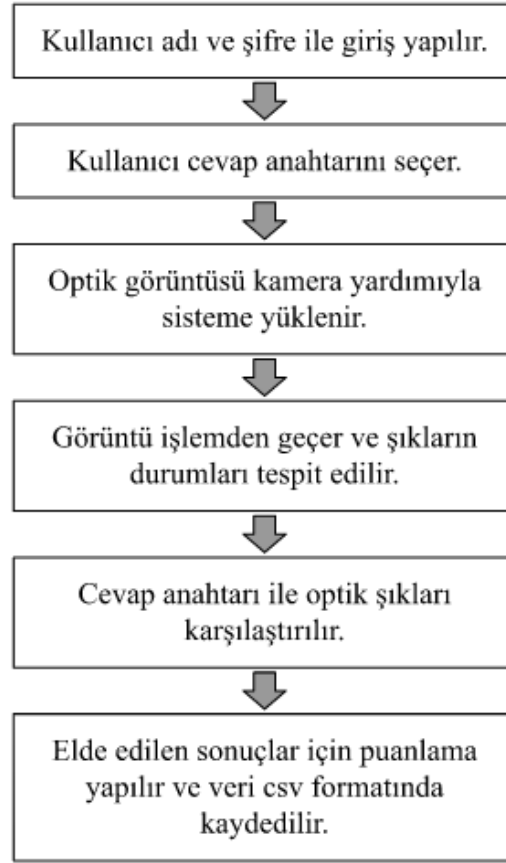 Kullanıcı adı ve şifre ile giriş yapılır.
Kullanıcı cevap anahtarını seçer.
Optik görüntüsü kamera yardımıyla
sisteme yüklenir.
Görüntü işlemden geçer ve şıkların
durumları tespit edilir.
Cevap anahtarı ile optik şıkları
karşılaştırılır.
Elde edilen sonuçlar için puanlama
yapılır ve veri csv formatında
kaydedilir.